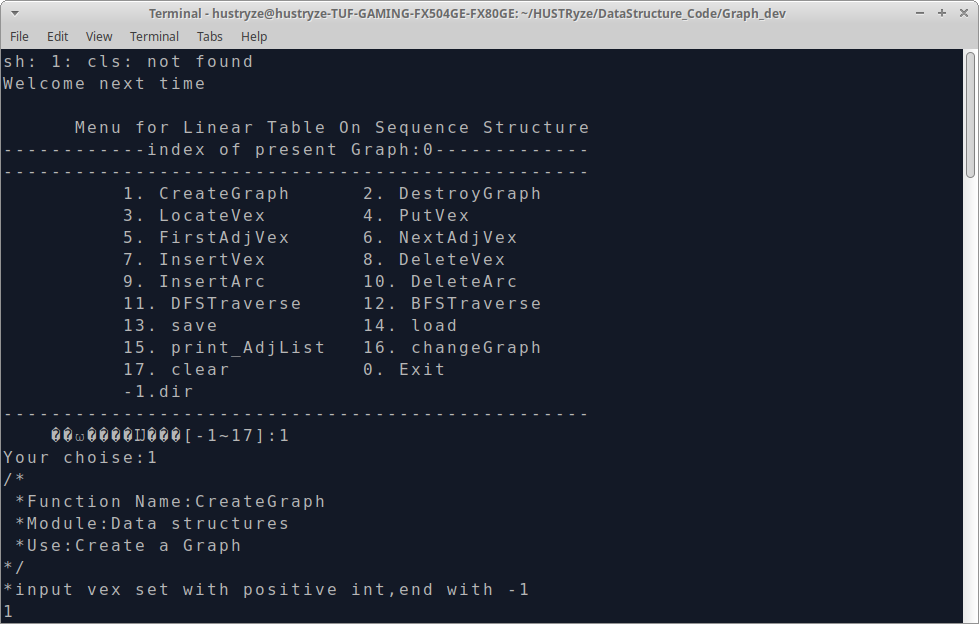 Terminal - hustryze@hustryze-TUF-GAMING-FX504GE-FX80GE: ~/HUSTRyze/DataStructure_Code/Graph_dev
File Edit View Terminal Tabs Help
sh: 1: cls: not found
Welcome next time
Menu for Linear Table On Sequence Structure
------------index of present Graph:0-------------
-------------------------------------------------
1. CreateGraph 2. DestroyGraph
3. LocateVex 4. PutVex
5. FirstAdjVex 6. NextAdjVex
7. InsertVex 8. DeleteVex
9. InsertArc 10. DeleteArc
11. DFSTraverse 12. BFSTraverse
13. save 14. load
15. print_AdjList 16. changeGraph
17. clear 0. Exit
-1.dir
-------------------------------------------------
[-1~17]:1
Your choise:1
/*
*Function Name:CreateGraph
*Module:Data structures
*Use:Create a Graph
*/
*input vex set with positive int,end with -1
1